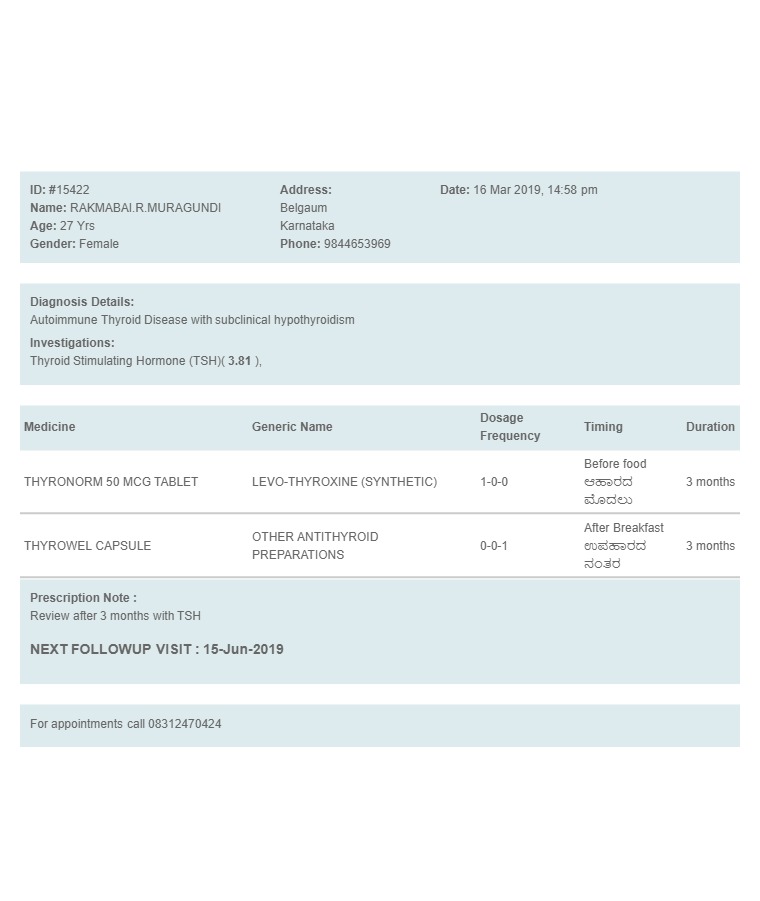 ID: #15422
Name: RAKMABAI.R.MURAGUNDI
Age: 27 Yrs
Gender: Female
Address:
Belgaum
Karnataka
Phone: 9844653969
Date: 16 Mar 2019, 14:58 pm
Diagnosis Details:
Autoimmune Thyroid Disease with subclinical hypothyroidism
Investigations:
Thyroid Stimulating Hormone (TSH)( 3.81 ),
Medicine Generic Name Dosage Frequency Timing Duration
THYRONORM 50 MCG TABLET LEVO-THYROXINE (SYNTHETIC) 1-0-0 Before food ಆಹಾರದ ಮೊದಲು 3 months
THYROWEL CAPSULE OTHER ANTITHYROID PREPARATIONS 0-0-1 After Breakfast ಉಪಹಾರದ ನಂತರ 3 months
Prescription Note :
Review after 3 months with TSH
NEXT FOLLOWUP VISIT : 15-Jun-2019
For appointments call 08312470424